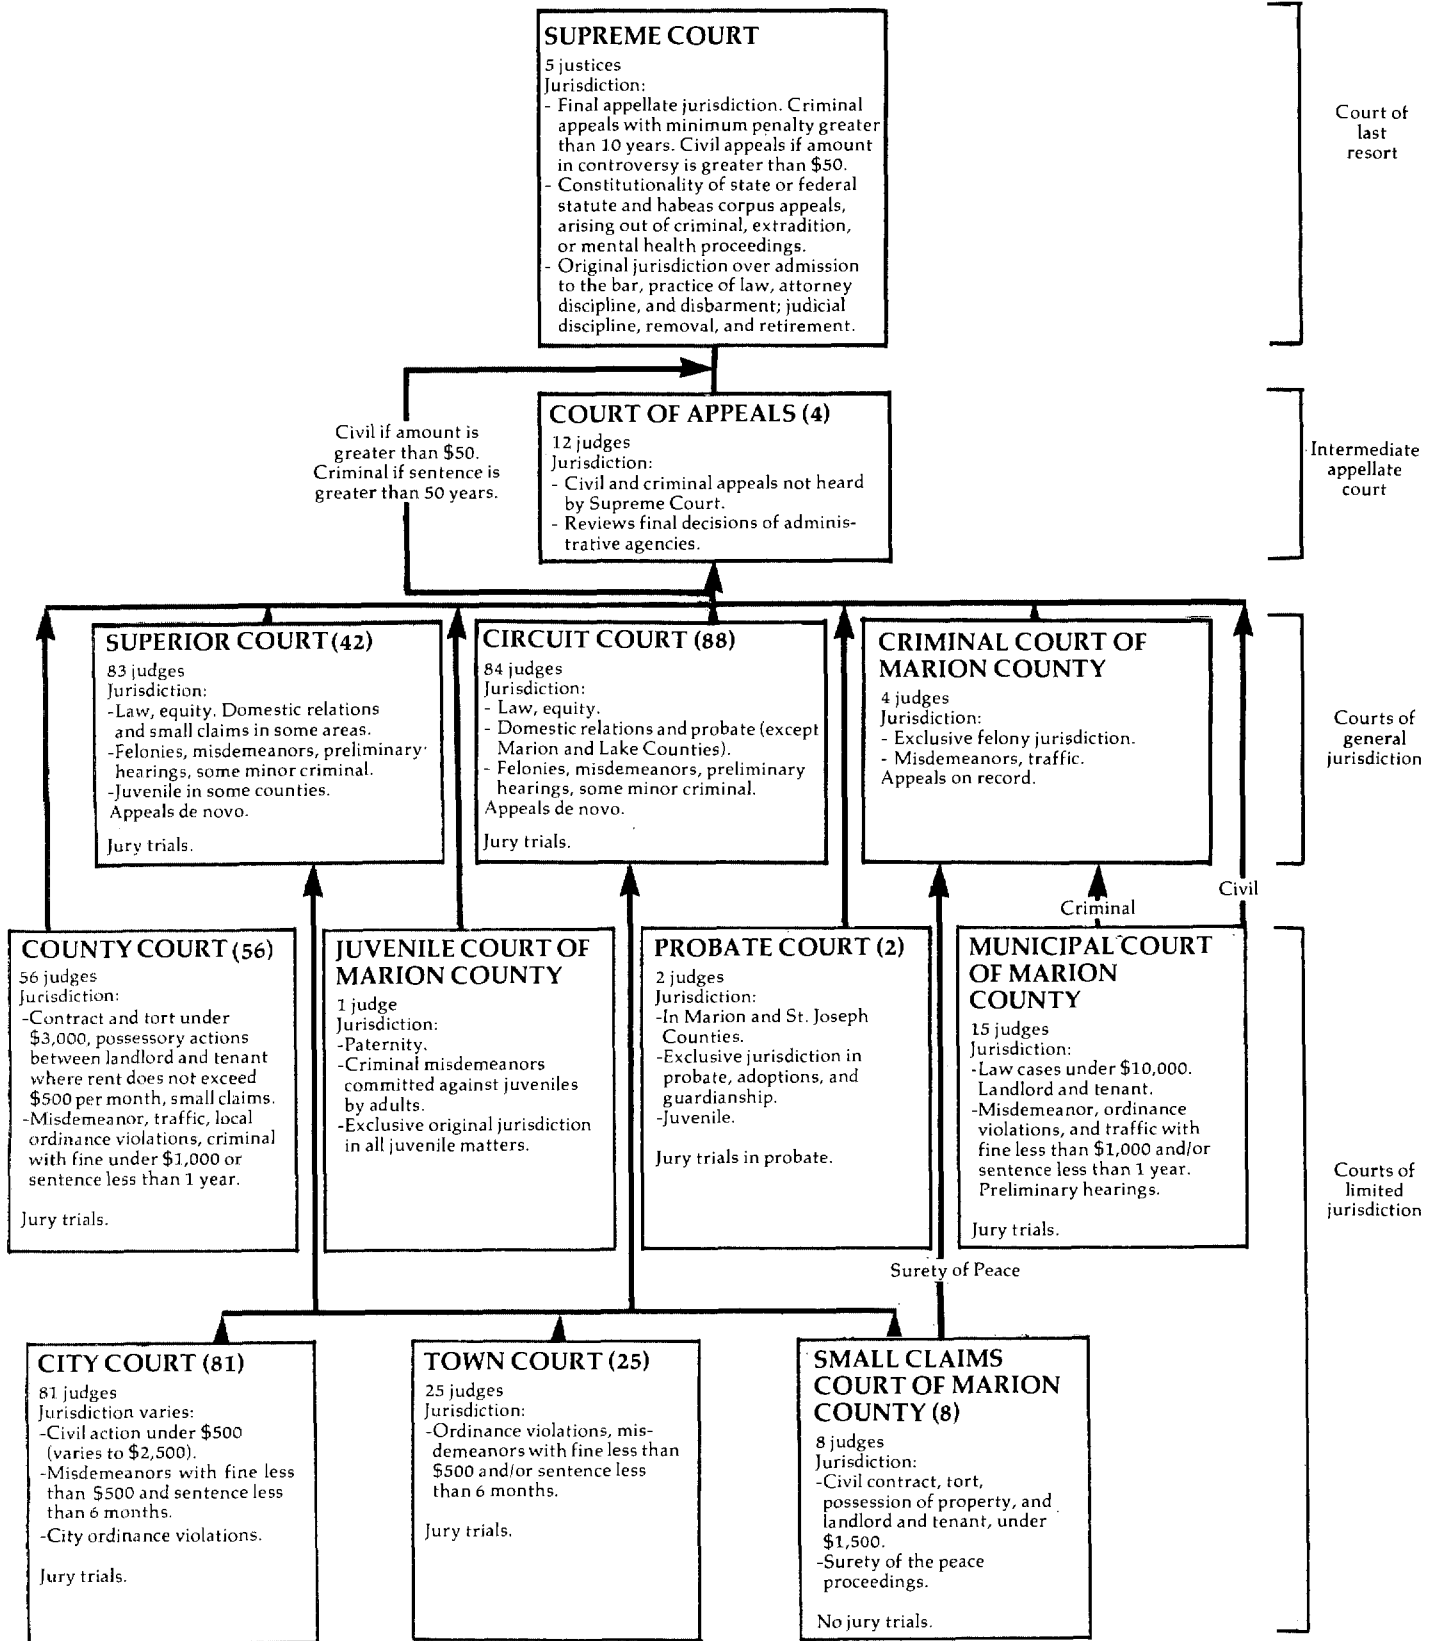 SUPREME COURT
5 justices
Jurisdiction:
- Final appellate jurisdiction. Criminal
appeals with minimum penalty greater
than 10 years. Civil appeals if amount
in controversy is greater than $50.
- Constitutionality of state or federal
statute and habeas corpus appeals,
arising out of criminal, extradition,
or mental health proceedings.
- Original jurisdiction over admission
to the bar, practice of law, attorney
discipline, and disbarment; judicial
discipline, removal, and retirement.
Court of
last
resort
Civil if amount is
greater than $50.
Criminal if sentence is
greater than 50 years.
COURT OF APPEALS (4)
12 judges
Jurisdiction:
- Civil and criminal appeals not heard
by Supreme Court.
- Reviews final decisions of adminis-
trative agencies.
Intermediate
appellate
court
SUPERIOR COURT (42)
83 judges
Jurisdiction:
-Law, equity. Domestic relations
and small claims in some areas.
-Felonies, misdemeanors, preliminary
hearings, some minor criminal.
-Juvenile in some counties.
Appeals de novo.
Jury trials.
CIRCUIT COURT (88)
84 judges
Jurisdiction:
- Law, equity.
- Domestic relations and probate (except
Marion and Lake Counties).
- Felonies, misdemeanors, preliminary
hearings, some minor criminal.
Appeals de novo.
Jury trials.
CRIMINAL COURT OF
MARION COUNTY
4 judges
Jurisdiction:
- Exclusive felony jurisdiction.
- Misdemeanors, traffic.
Appeals on record.
Courts of
general
jurisdiction
Civil
Criminal
COUNTY COURT (56)
56 judges
Jurisdiction:
-Contract and tort under
$3,000, possessory actions
between landlord and tenant
where rent does not exceed
$500 per month, small claims.
-Misdemeanor, traffic, local
ordinance violations, criminal
with fine under $1,000 or
sentence less than 1 year.
Jury trials.
JUVENILE COURT OF
MARION COUNTY
1 judge
Jurisdiction:
-Paternity.
-Criminal misdemeanors
committed against juveniles
by adults.
-Exclusive original jurisdiction
in all juvenile matters.
PROBATE COURT (2)
2 judges
Jurisdiction:
-In Marion and St. Joseph
Counties.
-Exclusive jurisdiction in
probate, adoptions, and
guardianship.
-Juvenile.
Jury trials in probate.
MUNICIPAL COURT
OF MARION
COUNTY
15 judges
Jurisdiction:
-Law cases under $10,000.
Landlord and tenant.
-Misdemeanor, ordinance
violations, and traffic with
fine less than $1,000 and/or
sentence less than 1 year.
Preliminary hearings.
Jury trials.
Courts of
limited
jurisdiction
Surety of Peace
CITY COURT (81)
81 judges
Jurisdiction varies:
-Civil action under $500
(varies to $2,500).
-Misdemeanors with fine less
than $500 and sentence less
than 6 months.
-City ordinance violations.
Jury trials.
TOWN COURT (25)
25 judges
Jurisdiction:
-Ordinance violations, mis-
demeanors with fine less than
$500 and/or sentence less
than 6 months.
Jury trials.
SMALL CLAIMS
COURT OF MARION
COUNTY (8)
8 judges
Jurisdiction:
-Civil contract, tort,
possession of property, and
landlord and tenant, under
$1,500.
-Surety of the peace
proceedings.
No jury trials.